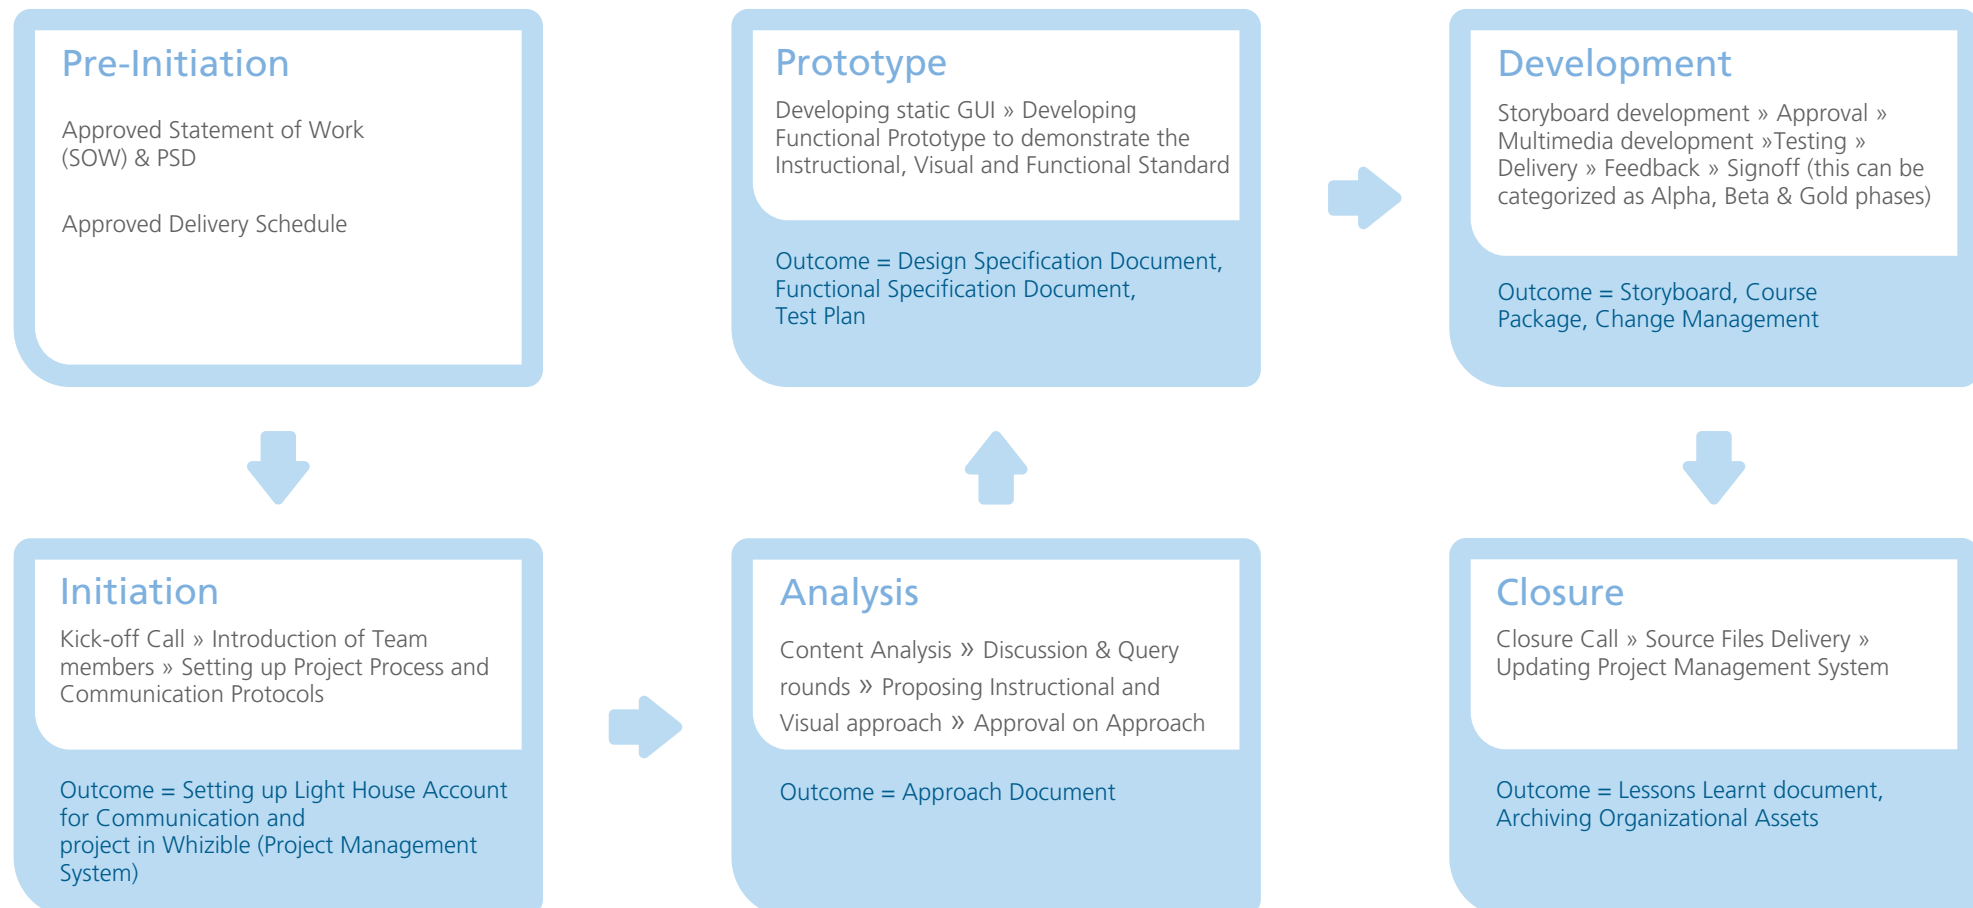 Pre-Initiation
Approved Statement of Work
(SOW) & PSD
Approved Delivery Schedule
Initiation
Kick-off Call » Introduction of Team
members » Setting up Project Process and
Communication Protocols
Outcome = Setting up Light House Account
for Communication and
project in Whizible (Project Management
System)
Analysis
Content Analysis » Discussion & Query
rounds » Proposing Instructional and
Visual approach » Approval on Approach
Outcome = Approach Document
Prototype
Developing static GUI » Developing
Functional Prototype to demonstrate the
Instructional, Visual and Functional Standard
Outcome = Design Specification Document,
Functional Specification Document,
Test Plan
Development
Storyboard development » Approval »
Multimedia development »Testing »
Delivery » Feedback » Signoff (this can be
categorized as Alpha, Beta & Gold phases)
Outcome = Storyboard, Course
Package, Change Management
Closure
Closure Call » Source Files Delivery »
Updating Project Management System
Outcome = Lessons Learnt document,
Archiving Organizational Assets